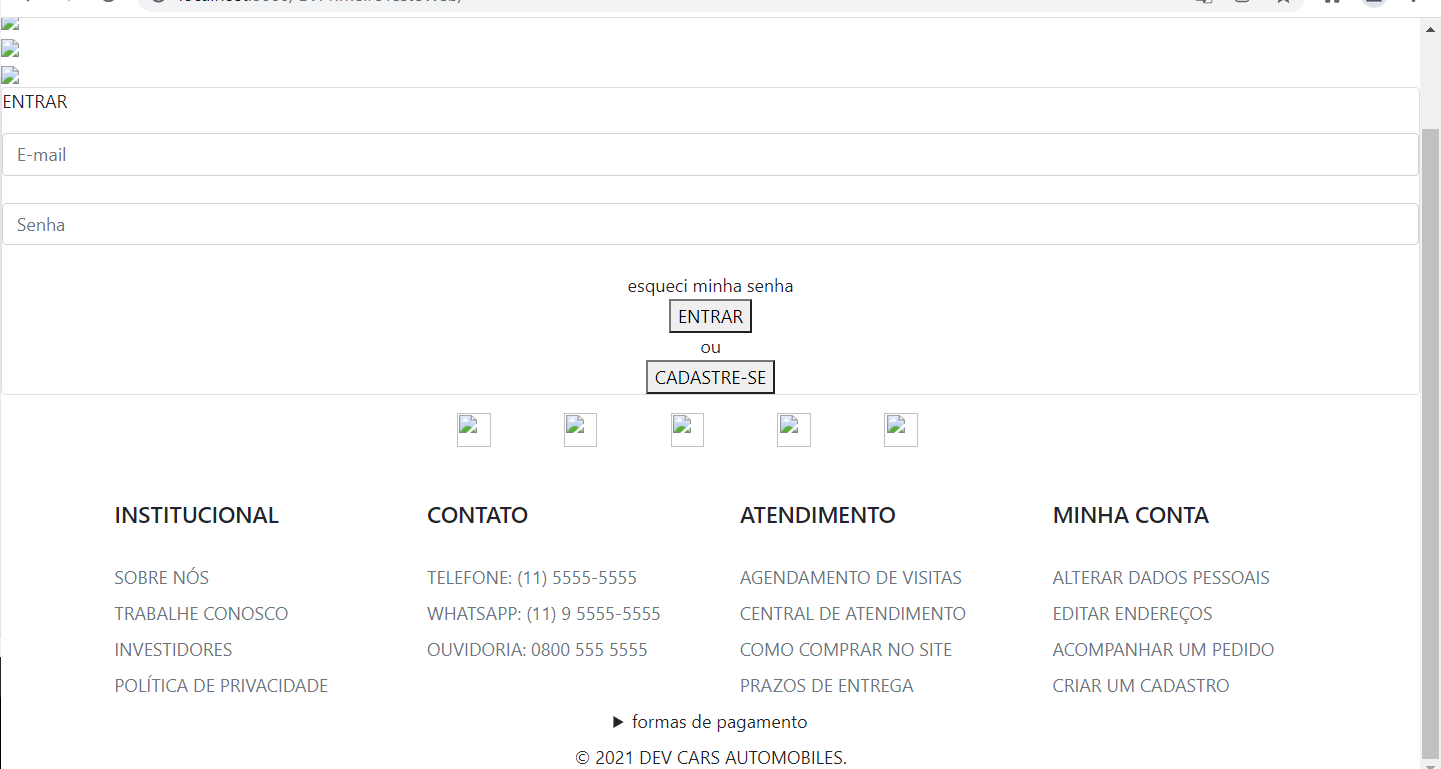 ENTRAR
E-mail
Senha
esqueci minha senha
ENTRAR
ou
CADASTRE-SE
INSTITUCIONAL
SOBRE NÓS
TRABALHE CONOSCO
INVESTIDORES
POLÍTICA DE PRIVACIDADE
CONTATO
TELEFONE: (11) 5555-5555
WHATSAPP: (11) 9 5555-5555
OUVIDORIA: 0800 555 5555
ATENDIMENTO
AGENDAMENTO DE VISITAS
CENTRAL DE ATENDIMENTO
COMO COMPRAR NO SITE
PRAZOS DE ENTREGA
MINHA CONTA
ALTERAR DADOS PESSOAIS
EDITAR ENDEREÇOS
ACOMPANHAR UM PEDIDO
CRIAR UM CADASTRO
formas de pagamento
© 2021 DEV CARS AUTOMOBILES.